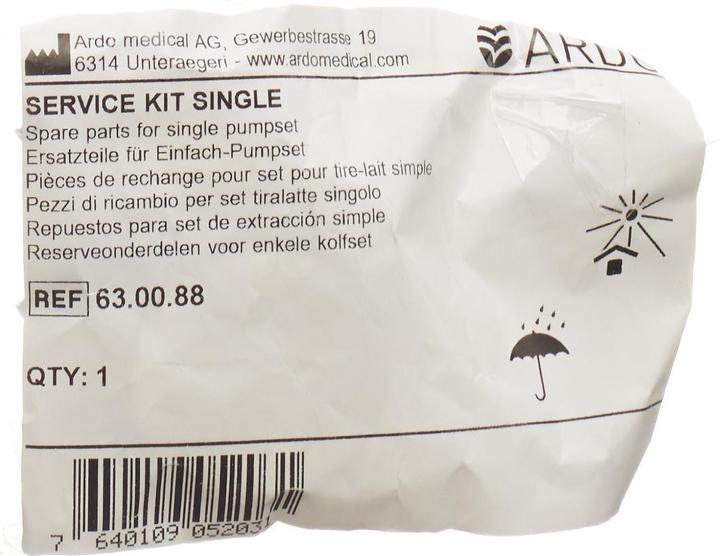 Ardo medical AG, Gewerbestrasse 19
6314 Unteraegeri - www.ardomedical.com
ARDO
SERVICE KIT SINGLE
Spare parts for single pumpset
Ersatzteile für Einfach-Pumpset
Pièces de rechange pour set pour tire-lait simple
Pezzi di ricambio per set tiralatte singolo
Repuestos para set de extracción simple
Reserveonderdelen voor enkele kolfset
REF 63.00.88
QTY: 1
7 640109 052031